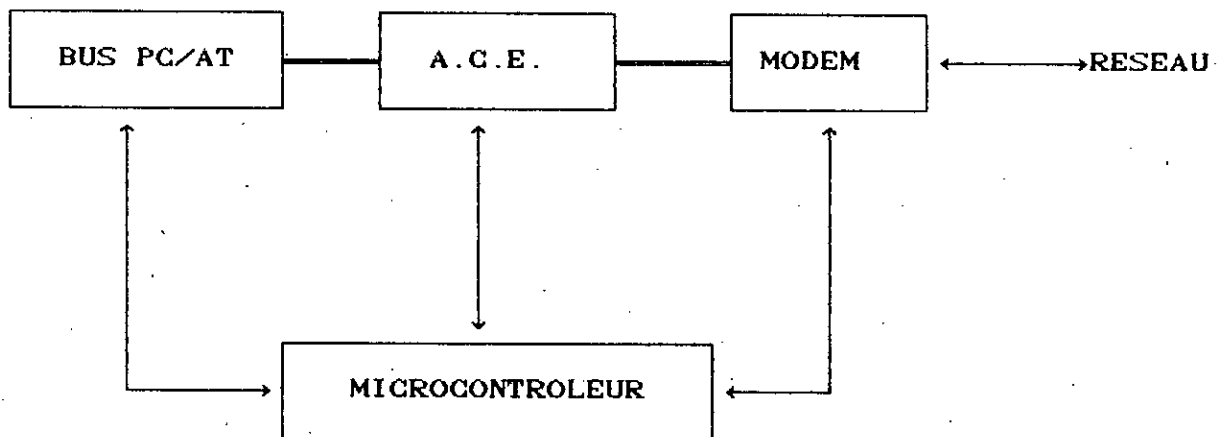 BUS PC/AT
A.C.E.
MODEM
RESEAU
MICROCONTROLEUR